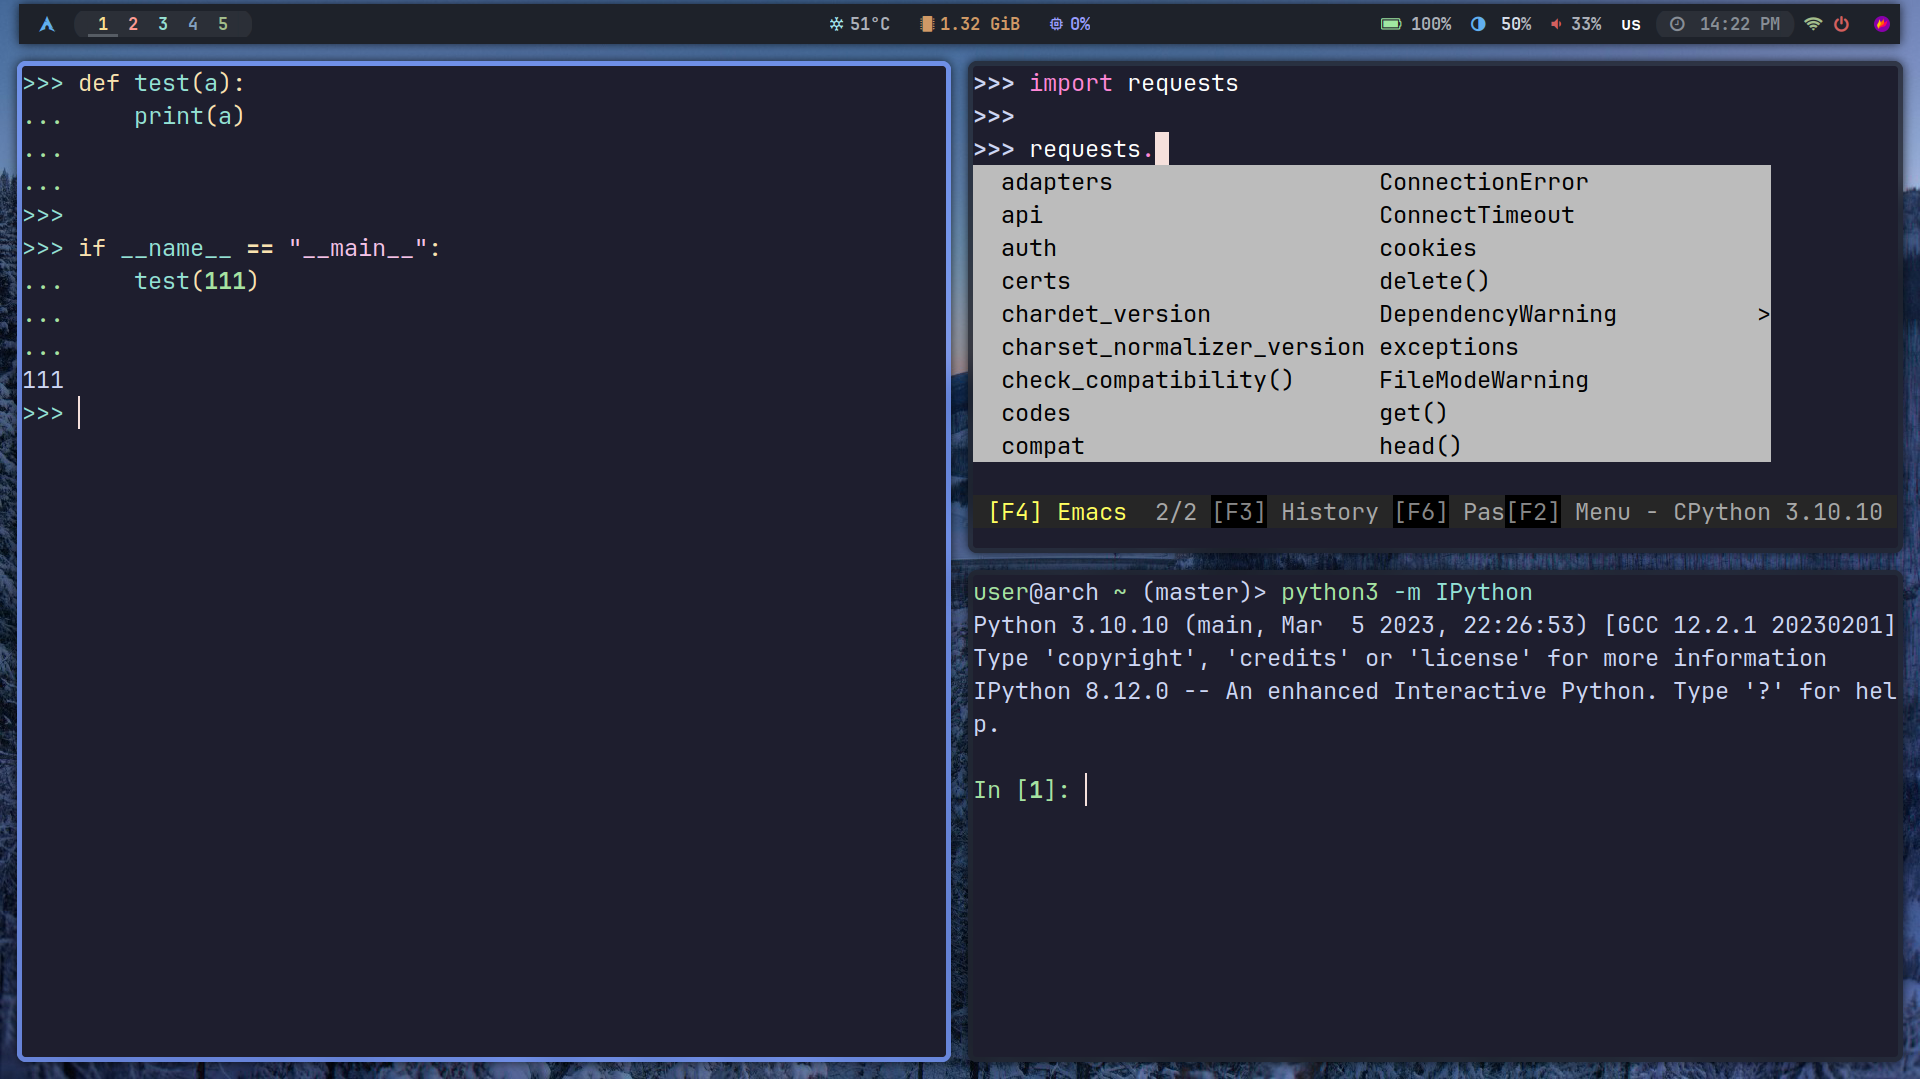 1 2 3 4 5 51°C 1.32 GiB 0% 100% 50% 33% us 14:22 PM
>>> def test(a):
...     print(a)
...
...
>>>
>>> if __name__ == "__main__":
...     test(111)
...
...
111
>>>
>>> import requests
>>>
>>> requests.
adapters ConnectionError
api ConnectTimeout
auth cookies
certs delete()
chardet_version DependencyWarning >
charset_normalizer_version exceptions
check_compatibility() FileModeWarning
codes get()
compat head()
[F4] Emacs  2/2 [F3] History [F6] Pas[F2] Menu - CPython 3.10.10
user@arch ~ (master)> python3 -m IPython
Python 3.10.10 (main, Mar  5 2023, 22:26:53) [GCC 12.2.1 20230201]
Type 'copyright', 'credits' or 'license' for more information
IPython 8.12.0 -- An enhanced Interactive Python. Type '?' for hel
p.
In [1]: